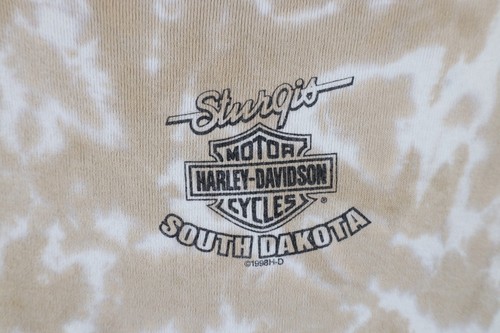 Sturgis
MOTOR
HARLEY-DAVIDSON
CYCLES®
SOUTH DAKOTA
©1998H-D